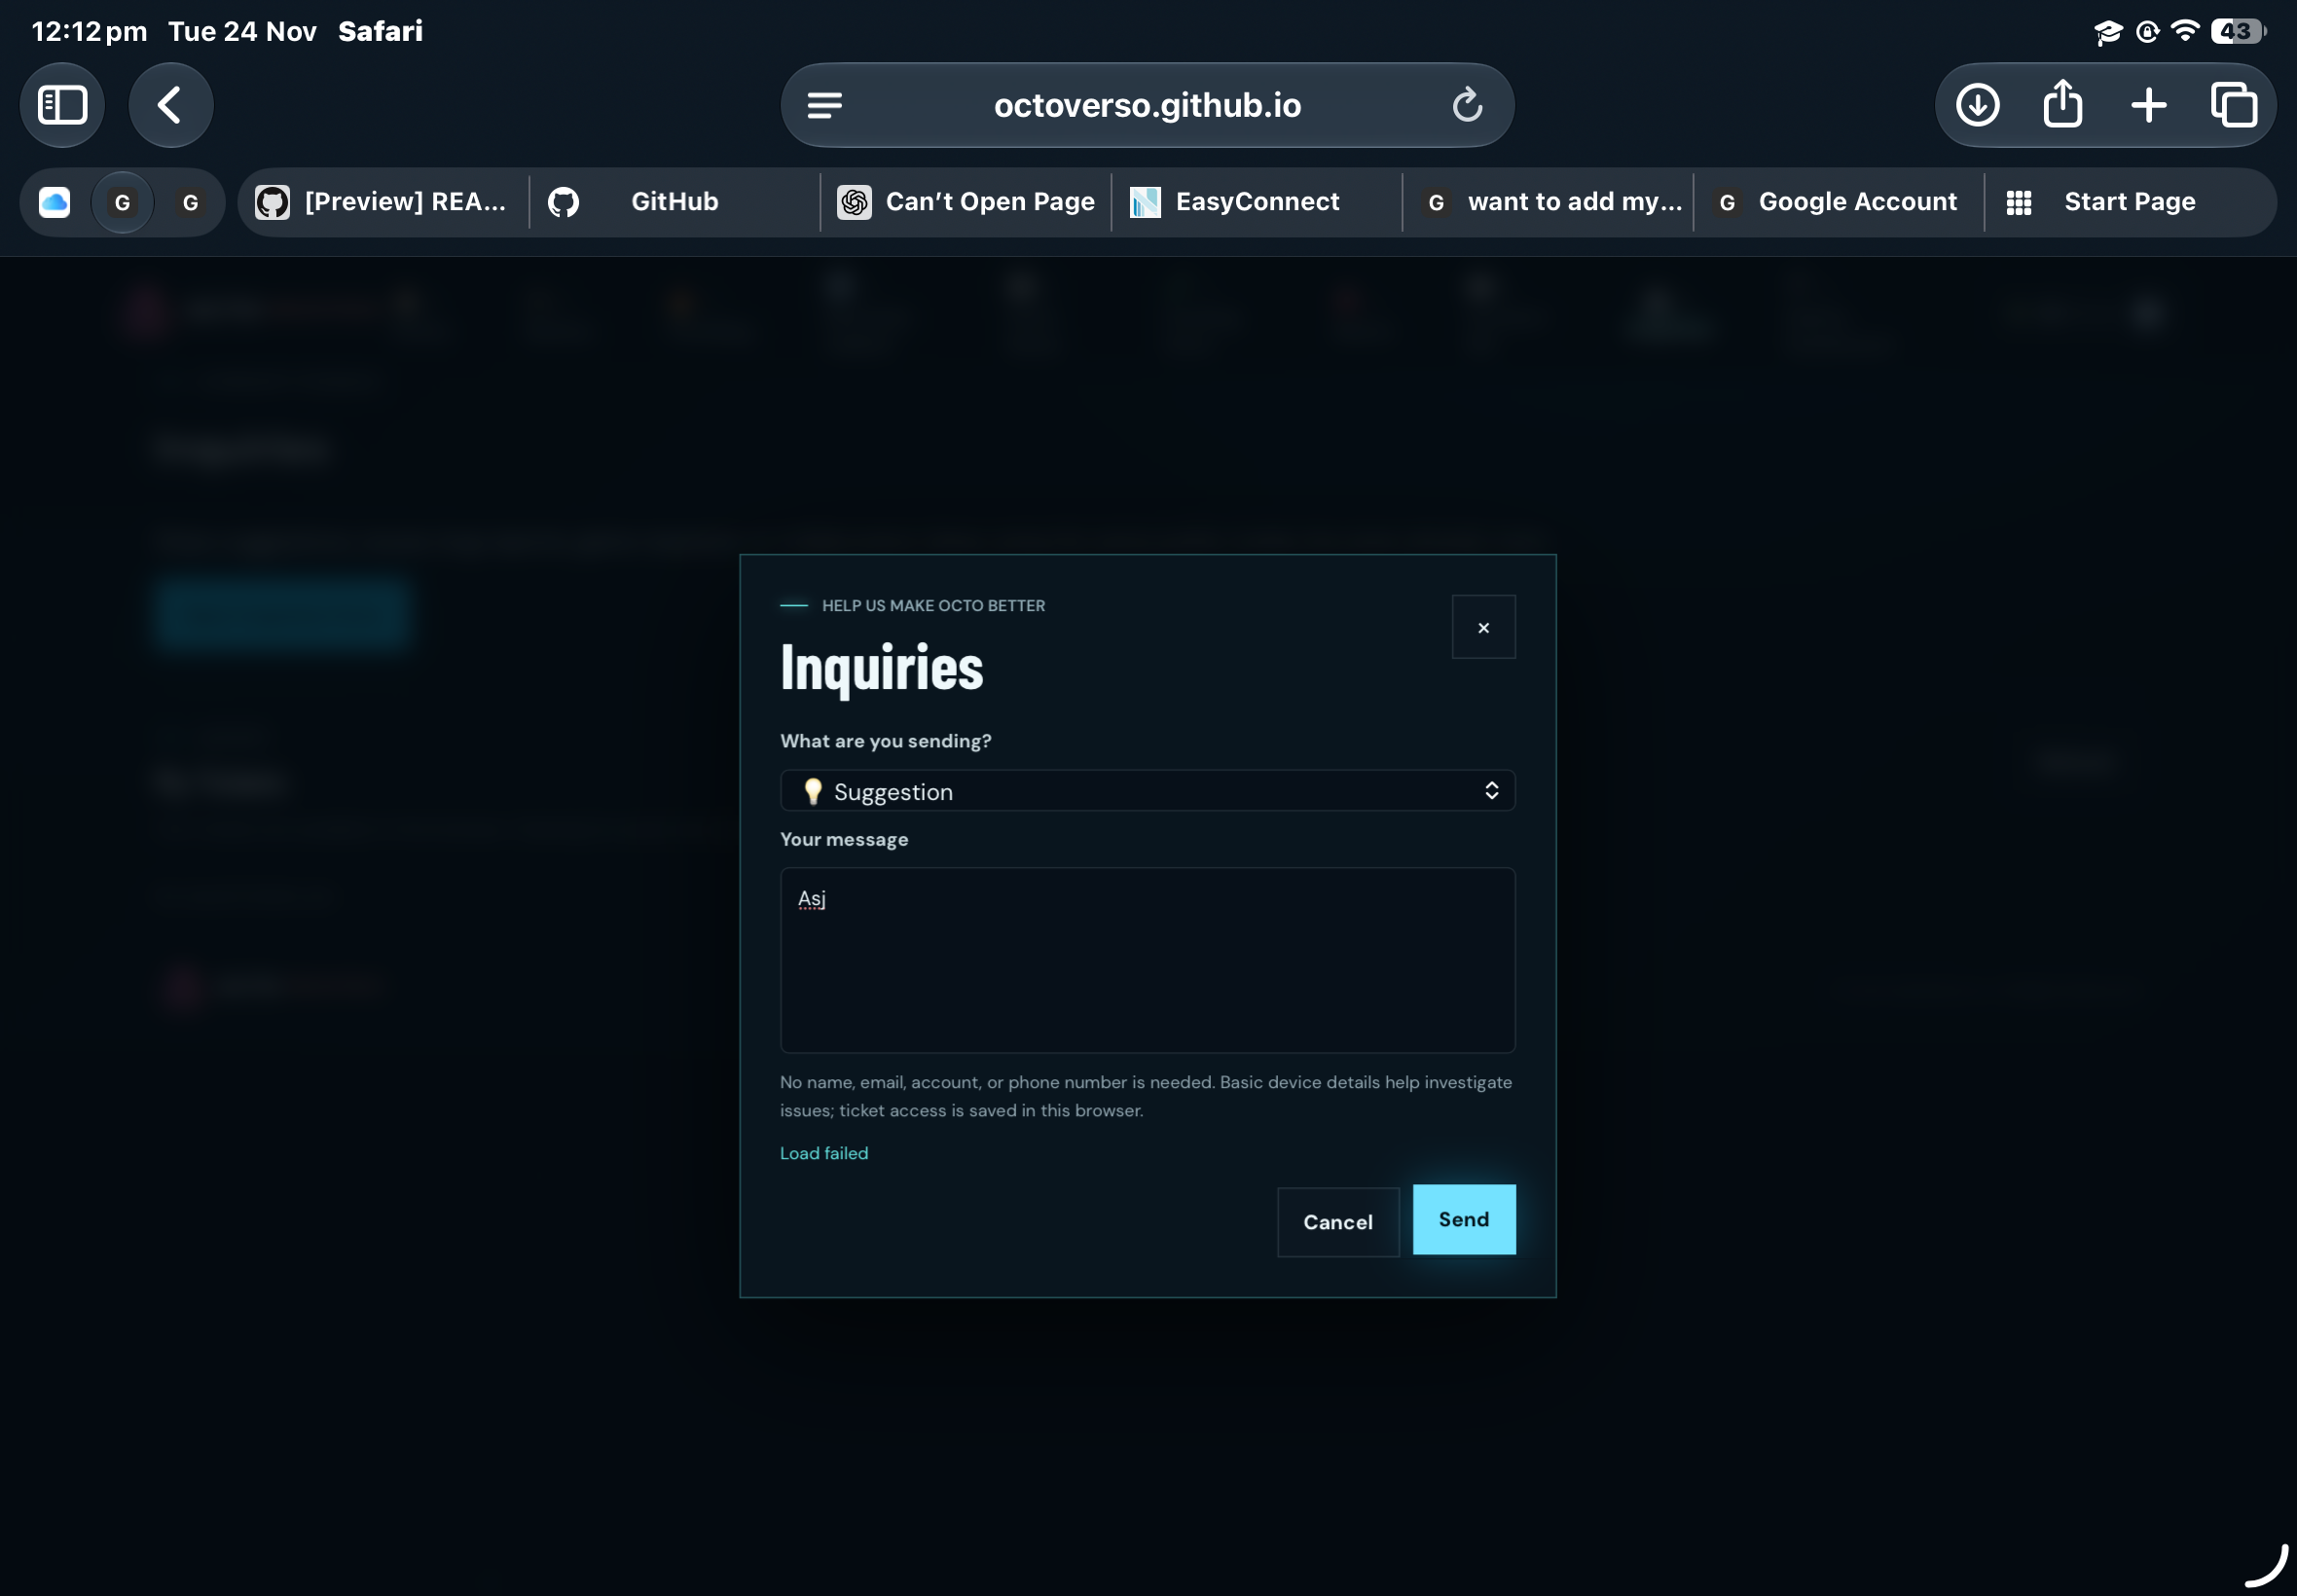 12:12 pm Tue 24 Nov Safari
43
octoverso.github.io
G
G
[Preview] REA...
GitHub
Can't Open Page
EasyConnect
G want to add my...
G Google Account
Start Page
HELP US MAKE OCTO BETTER
×
Inquiries
What are you sending?
💡 Suggestion
Your message
Asj
No name, email, account, or phone number is needed. Basic device details help investigate
issues; ticket access is saved in this browser.
Load failed
Cancel
Send